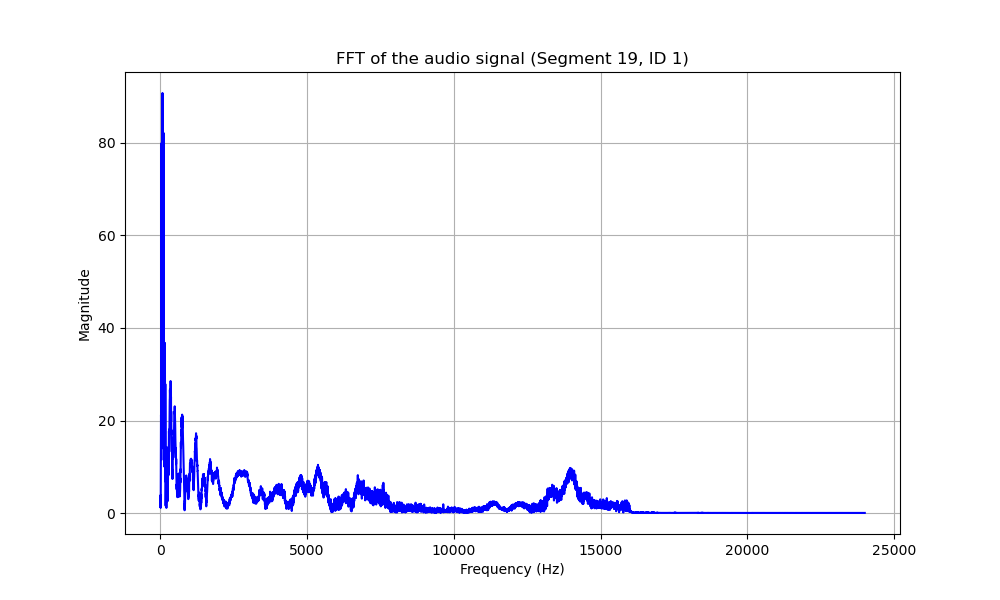 FFT of the audio signal (Segment 19, ID 1)
Magnitude
80
60
40
20
0
0 5000 10000 15000 20000 25000
Frequency (Hz)